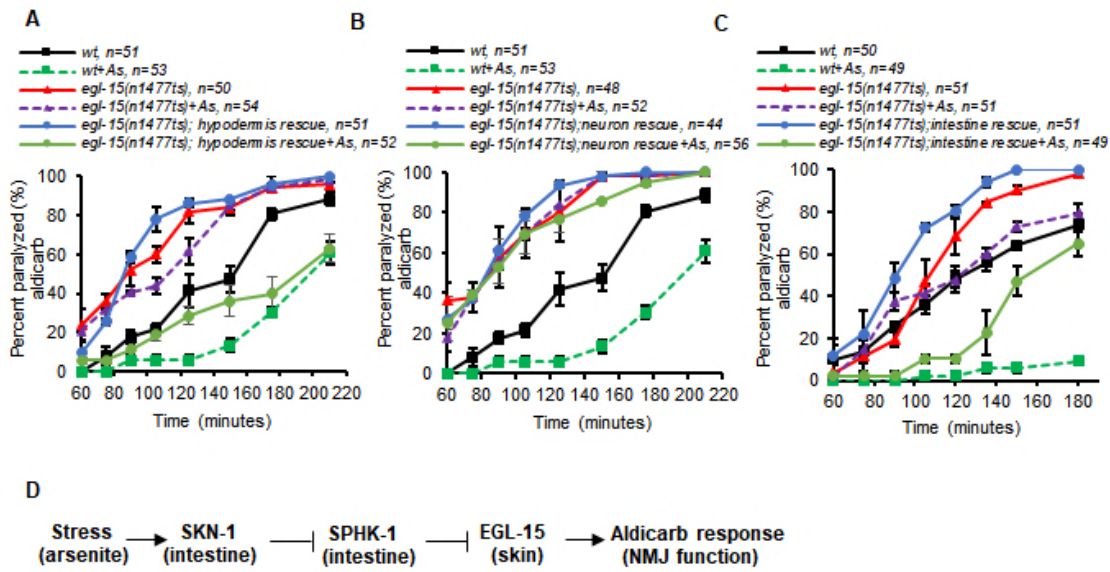 A
wt, n=51
wt+As, n=53
egl-15(n1477ts), n=50
egl-15(n1477ts)+As, n=54
egl-15(n1477ts); hypodermis rescue, n=51
egl-15(n1477ts); hypodermis rescue+As, n=52
Percent paralyzed (%)
aldicarb
100
80
60
40
20
0
60 80 100 120 140 160 180 200 220
Time (minutes)
B
wt, n=51
wt+As, n=53
egl-15(n1477ts), n=48
egl-15(n1477ts)+As, n=52
egl-15(n1477ts);neuron rescue, n=44
egl-15(n1477ts);neuron rescue+As, n=56
Percent paralyzed (%)
aldicarb
100
80
60
40
20
0
60 80 100 120 140 160 180 200 220
Time (minutes)
C
wt, n=50
wt+As, n=49
egl-15(n1477ts), n=51
egl-15(n1477ts)+As, n=51
egl-15(n1477ts);intestine rescue, n=51
egl-15(n1477ts);intestine rescue+As, n=49
Percent paralyzed (%)
aldicarb
100
80
60
40
20
0
60 80 100 120 140 160 180
Time (minutes)
D
Stress SKN-1 SPHK-1 EGL-15 Aldicarb response
(arsenite) (intestine) (intestine) (skin) (NMJ function)